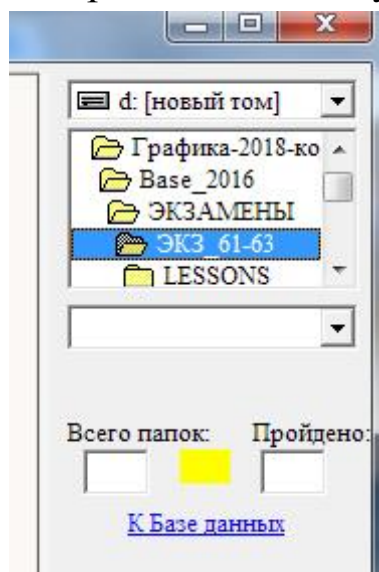 d: [новый том]
Графика-2018-ко
Base_2016
ЭКЗАМЕНЫ
ЭКЗ_61-63
LESSONS
Всего папок: Пройдено:
К Базе данных